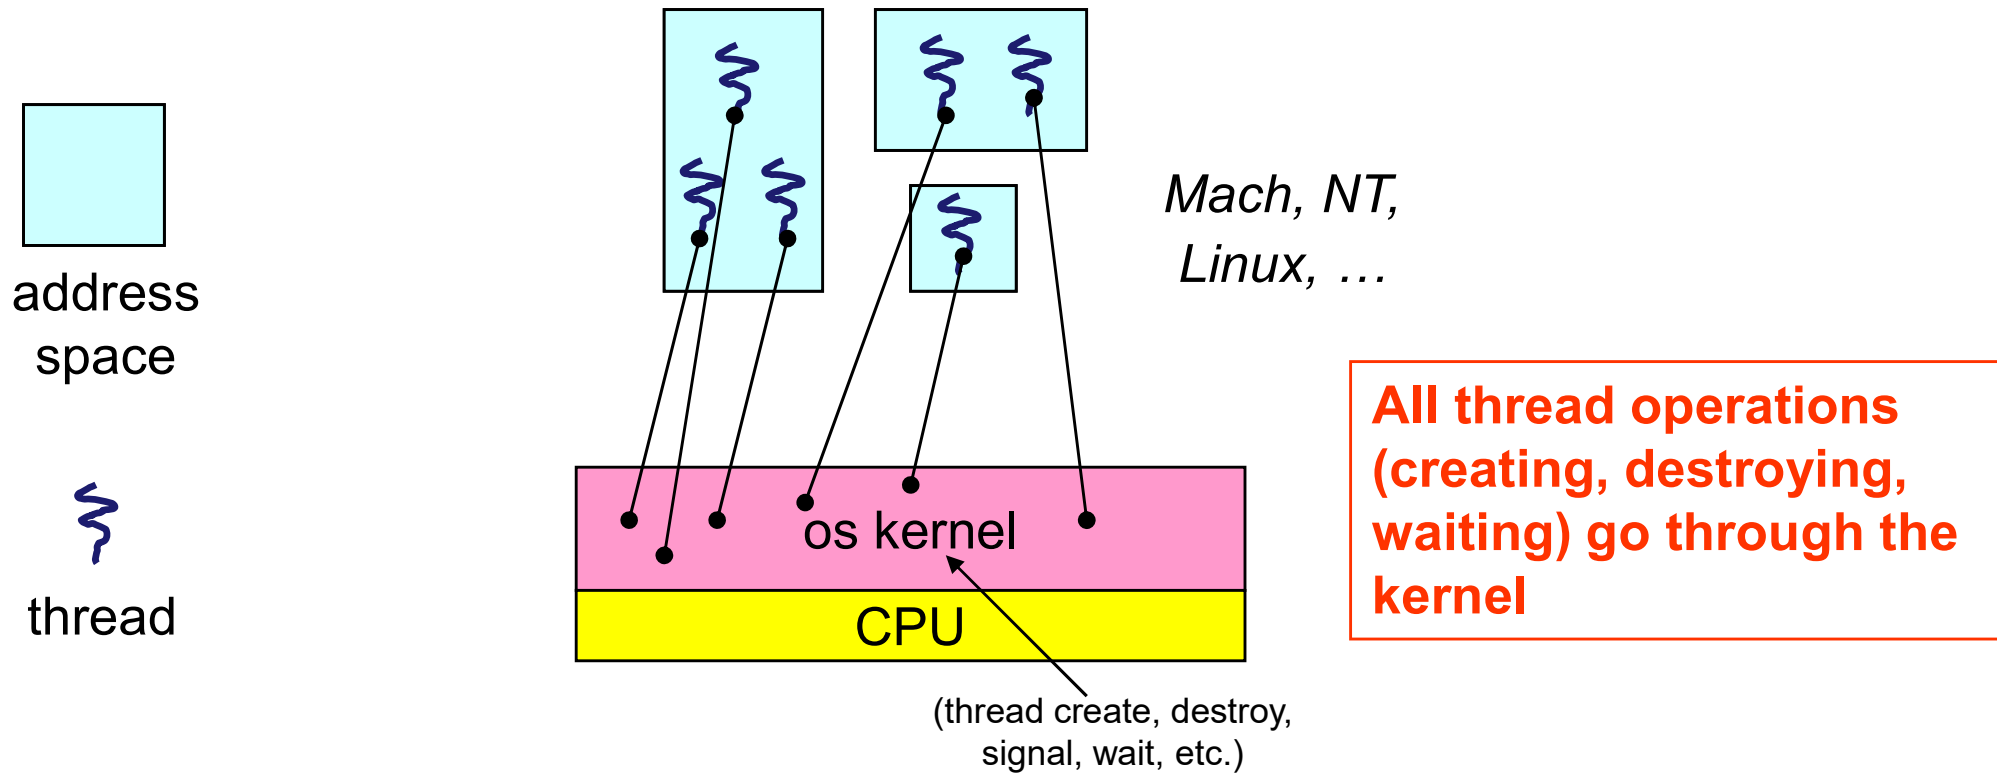 address
space
thread
Mach, NT,
Linux, …
os kernel
CPU
(thread create, destroy,
signal, wait, etc.)
All thread operations
(creating, destroying,
waiting) go through the
kernel